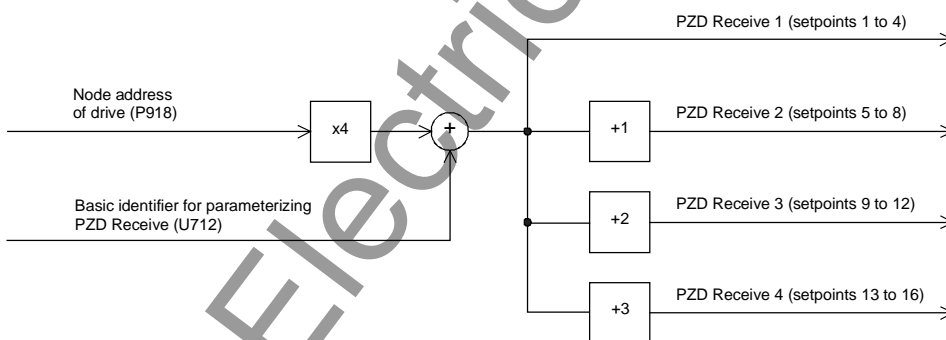 PZD Receive 1 (setpoints 1 to 4)
Node address
of drive (P918)
x4
+
+1
PZD Receive 2 (setpoints 5 to 8)
Basic identifier for parameterizing
PZD Receive (U712)
+2
PZD Receive 3 (setpoints 9 to 12)
+3
PZD Receive 4 (setpoints 13 to 16)
Electric